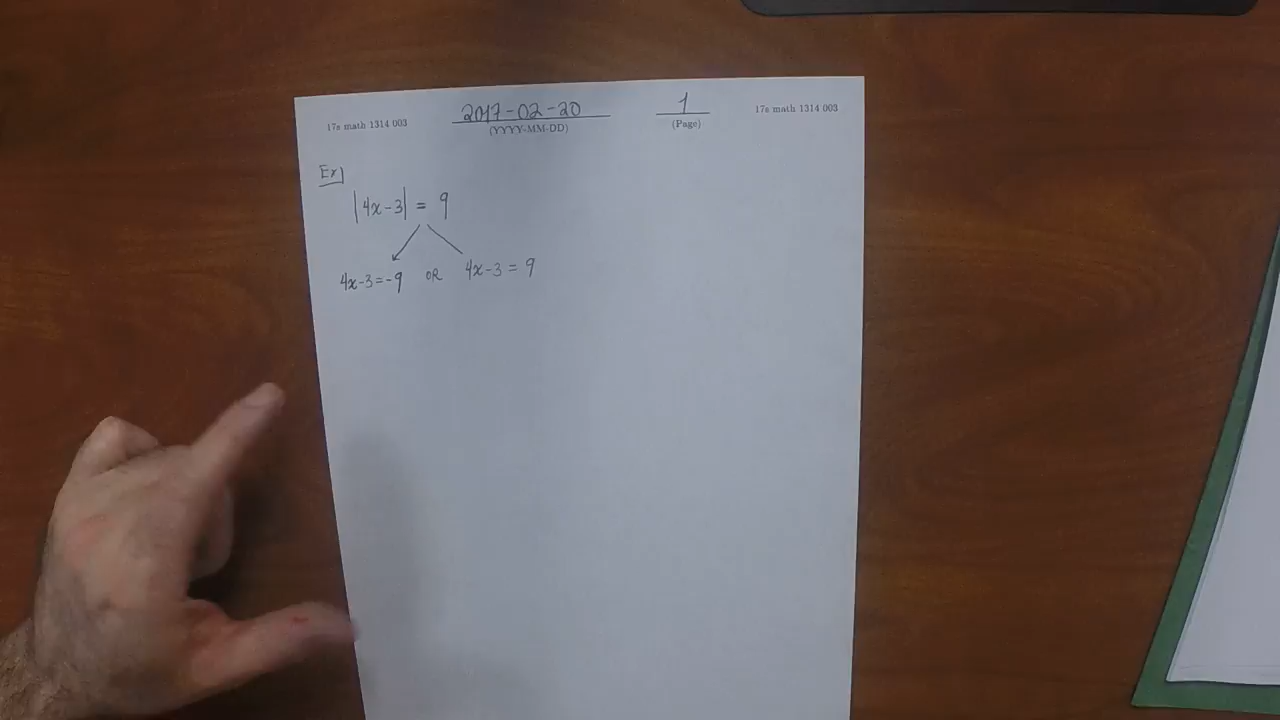 17s math 1314 003 2017-02-20 1 17s math 1314 003
(YYYY-MM-DD) (Page)
Ex)
|4x-3| = 9
4x-3=-9 OR 4x-3 = 9